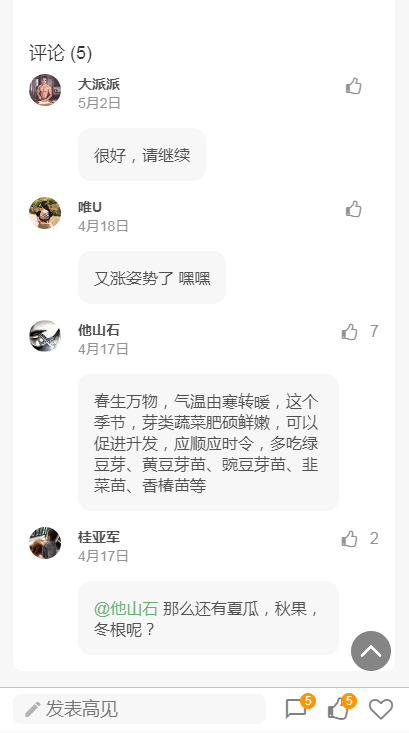 评论 (5)
大派派
5月2日
很好，请继续
唯U
4月18日
又涨姿势了 嘿嘿
他山石
7
4月17日
春生万物，气温由寒转暖，这个
季节，芽类蔬菜肥硕鲜嫩，可以
促进升发，应顺应时令，多吃绿
豆芽、黄豆芽苗、豌豆芽苗、韭
菜苗、香椿苗等
桂亚军
2
4月17日
@他山石 那么还有夏瓜，秋果，
冬根呢？
发表高见
5
5